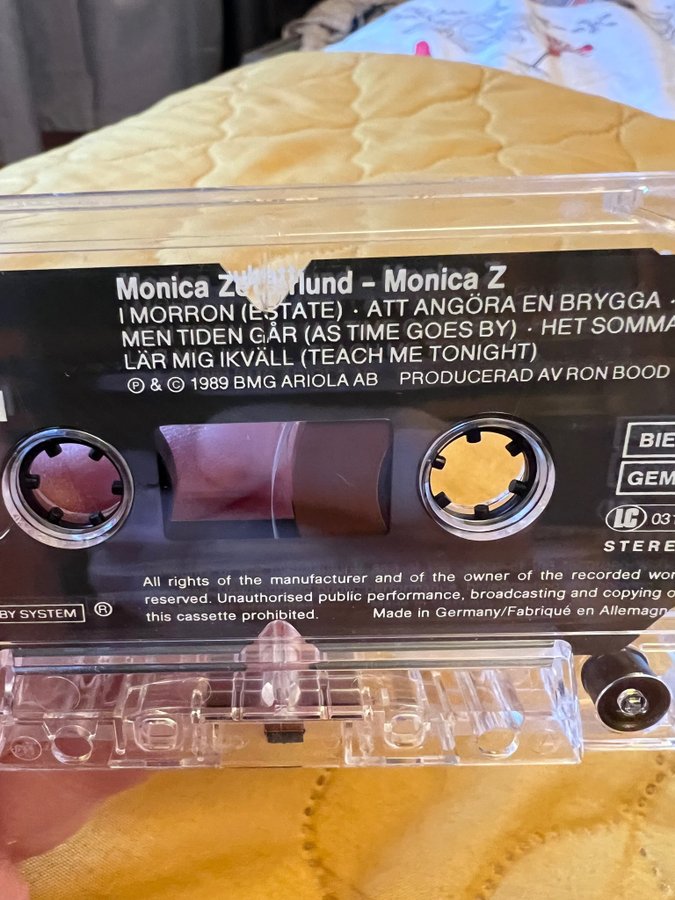 Monica Zetterlund – Monica Z
I MORRON (ESTATE) · ATT ANGÖRA EN BRYGGA ·
MEN TIDEN GÅR (AS TIME GOES BY) · HET SOMMA
LÄR MIG IKVÄLL (TEACH ME TONIGHT)
Ⓟ & © 1989 BMG ARIOLA AB PRODUCERAD AV RON BOOD
BIE
GEM
LC 031
STERE
All rights of the manufacturer and of the owner of the recorded wor
reserved. Unauthorised public performance, broadcasting and copying o
this cassette prohibited. Made in Germany/Fabriqué en Allemagn
BY SYSTEM ®